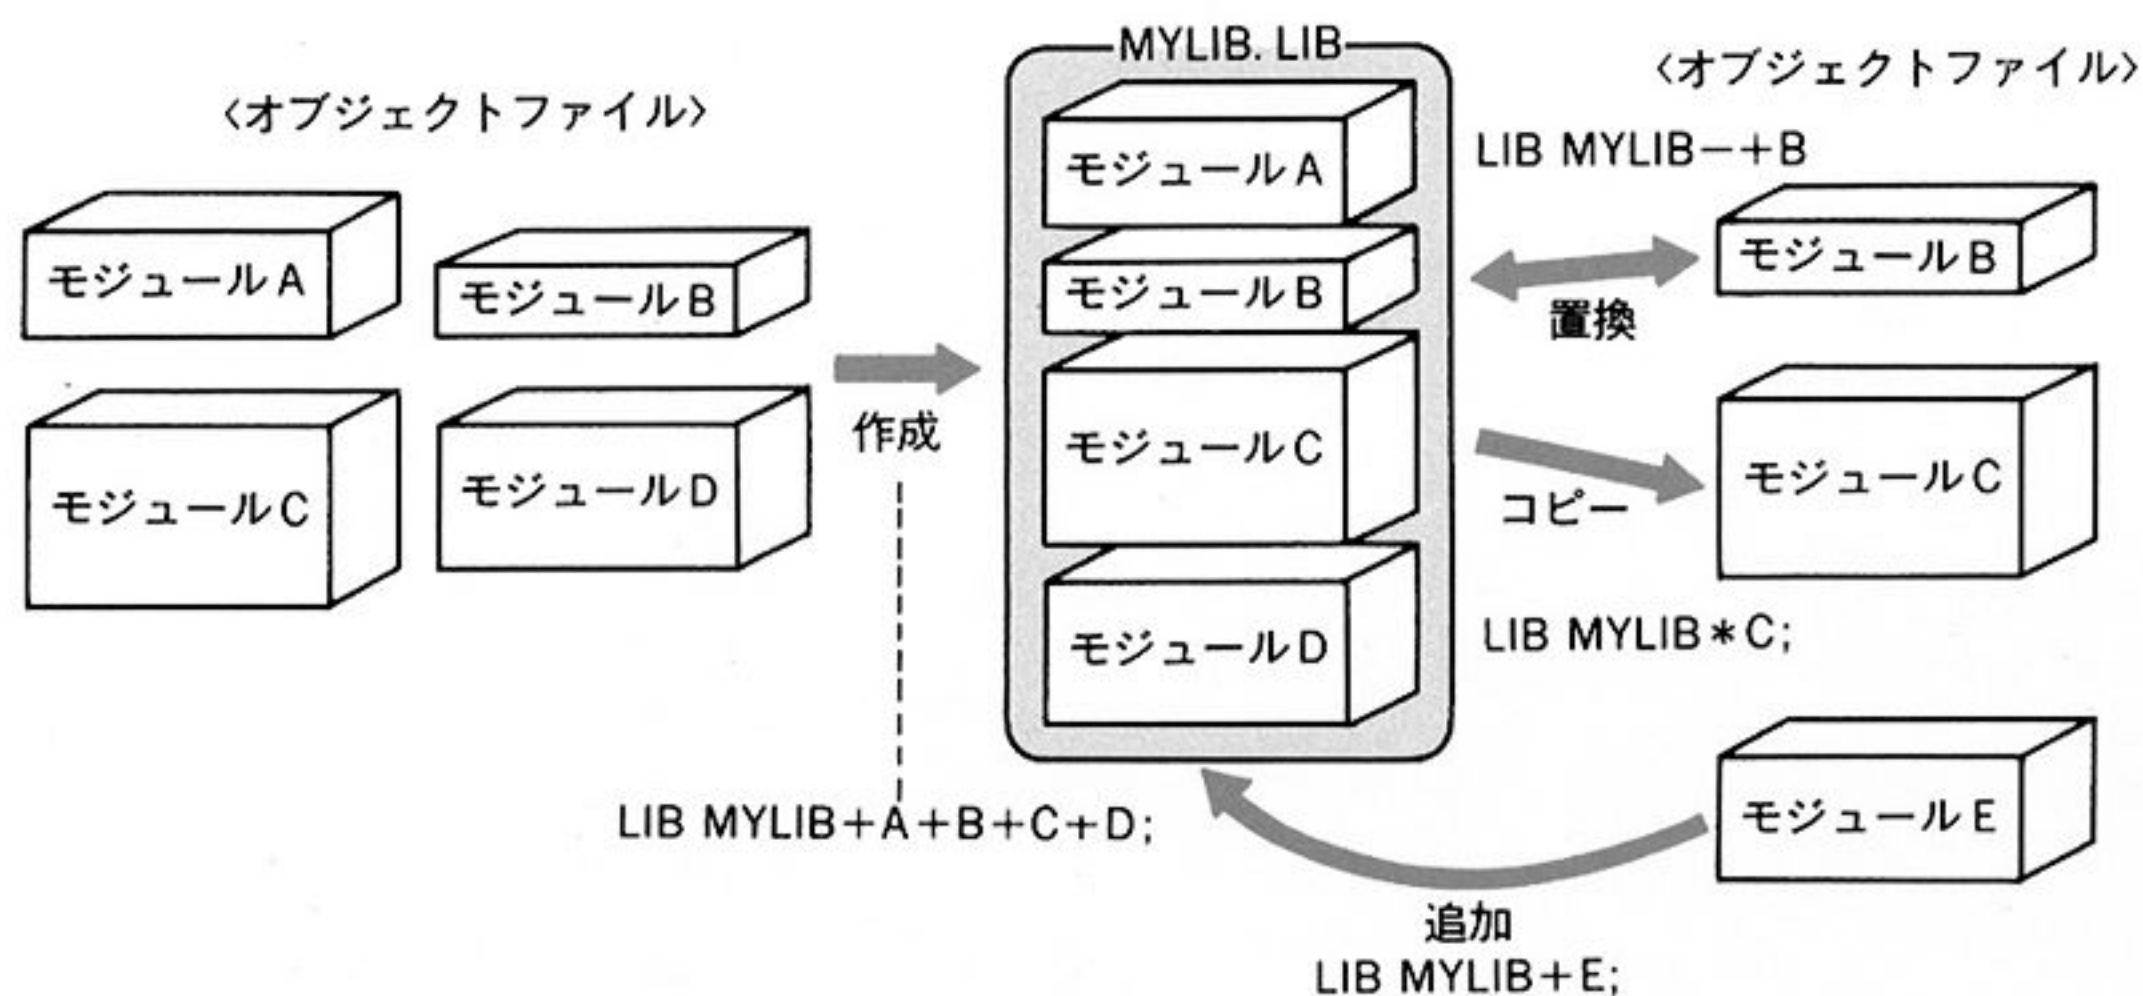 〈オブジェクトファイル〉
モジュールA
モジュールB
モジュールC
モジュールD
作成
LIB MYLIB+A+B+C+D;
MYLIB. LIB
モジュールA
モジュールB
モジュールC
モジュールD
〈オブジェクトファイル〉
LIB MYLIB−+B
モジュールB
置換
モジュールC
コピー
LIB MYLIB*C;
モジュールE
追加
LIB MYLIB+E;